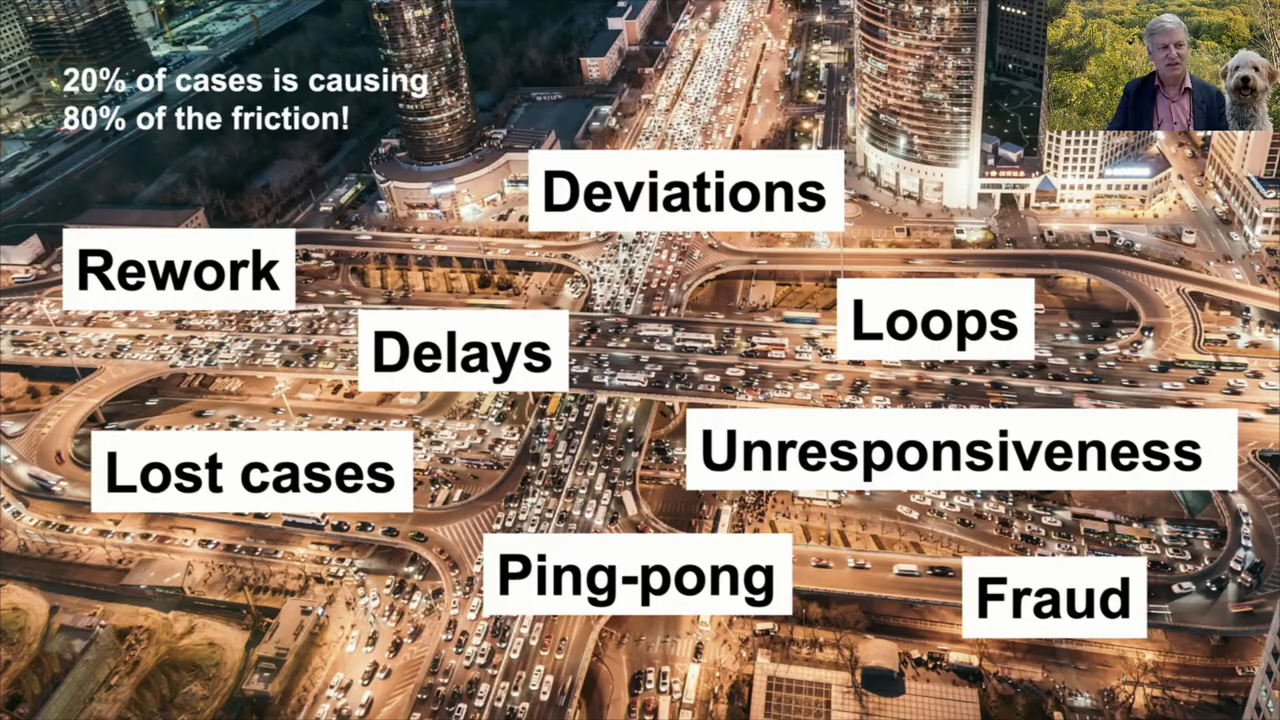 20% of cases is causing
80% of the friction!
Deviations
Rework
Loops
Delays
Unresponsiveness
Lost cases
Ping-pong
Fraud